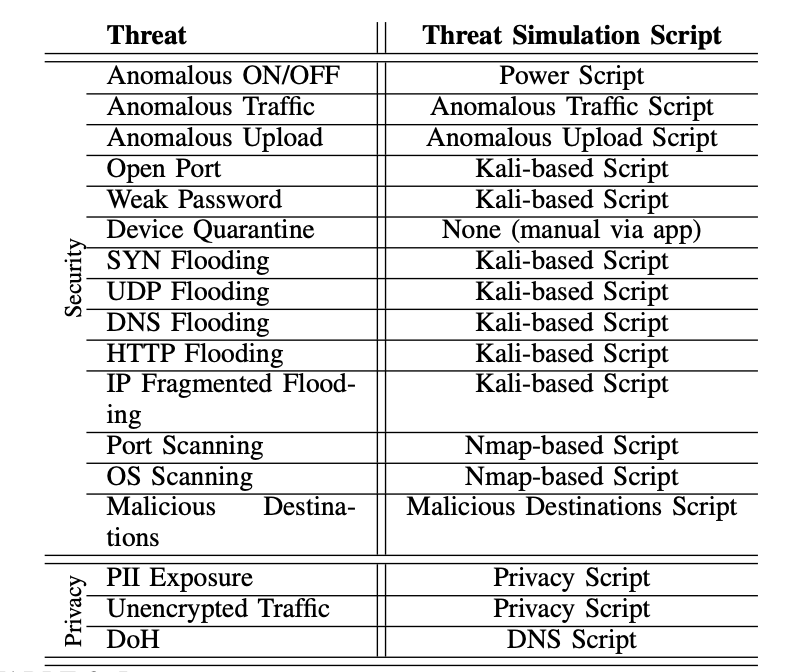 Threat Threat Simulation Script
Security
Anomalous ON/OFF Power Script
Anomalous Traffic Anomalous Traffic Script
Anomalous Upload Anomalous Upload Script
Open Port Kali-based Script
Weak Password Kali-based Script
Device Quarantine None (manual via app)
SYN Flooding Kali-based Script
UDP Flooding Kali-based Script
DNS Flooding Kali-based Script
HTTP Flooding Kali-based Script
IP Fragmented Flood- Kali-based Script
ing
Port Scanning Nmap-based Script
OS Scanning Nmap-based Script
Malicious Destina- Malicious Destinations Script
tions
Privacy
PII Exposure Privacy Script
Unencrypted Traffic Privacy Script
DoH DNS Script